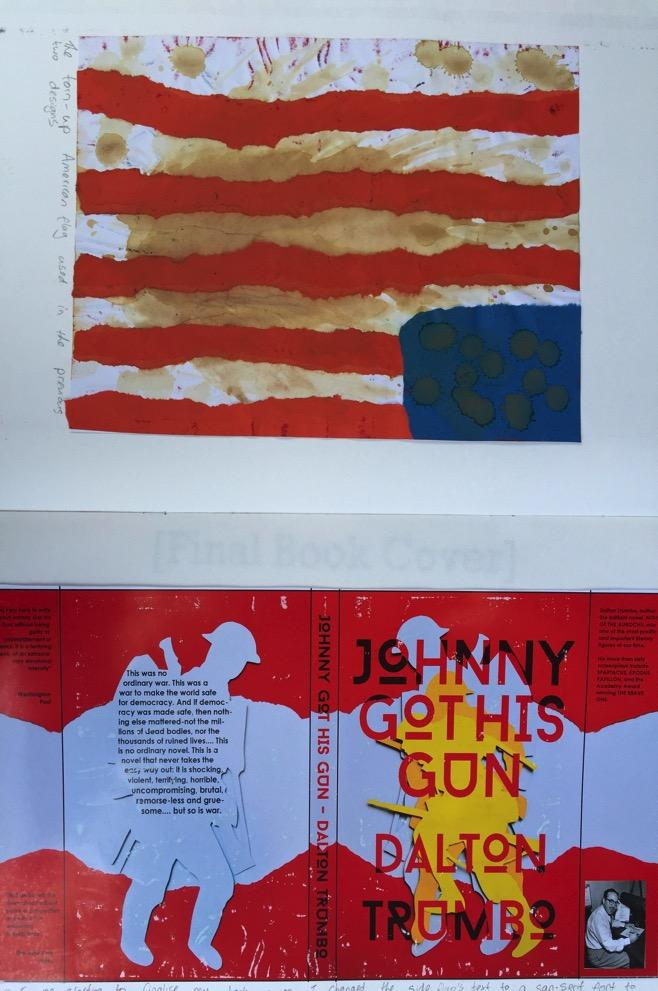 The torn-up American flag used in the previous
two designs
[Final Book Cover]
Washington
Post
This was no
ordinary war. This was a
war to make the world safe
for democracy. And if democ-
racy was made safe, then noth-
ing else mattered-not the mil-
lions of dead bodies, nor the
thousands of ruined lives.... This
is no ordinary novel. This is a
novel that never takes the
easy way out: it is shocking,
violent, terrifying, horrible,
uncompromising, brutal,
remorse-less and grue-
some.... but so is war.
JOHNNY GOT HIS GUN - DALTON TRUMBO
JOHNNY
GOT HIS
GUN
DALTON
TRUMBO
Dalton Trumbo, author
the brilliant novel
OF THE AUROCHS, was
one of the most prolific
and important literary
figures of our time.
His more than sixty
screenplays include
SPARTACUS, EXODUS,
PAPILLON, and the
Academy Award
winning THE BRAVE
ONE.
I changed the side flap's text to a san-serif font to